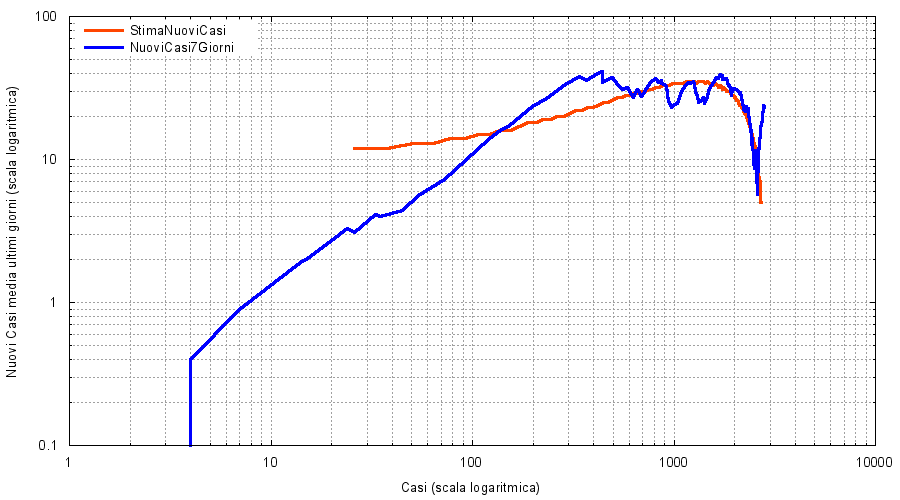 100
10
1
0.1
StimaNuoviCasi
NuoviCasi7Giorni
Nuovi Casi media ultimi giorni (scala logaritmica)
1
10
100
1000
10000
Casi (scala logaritmica)